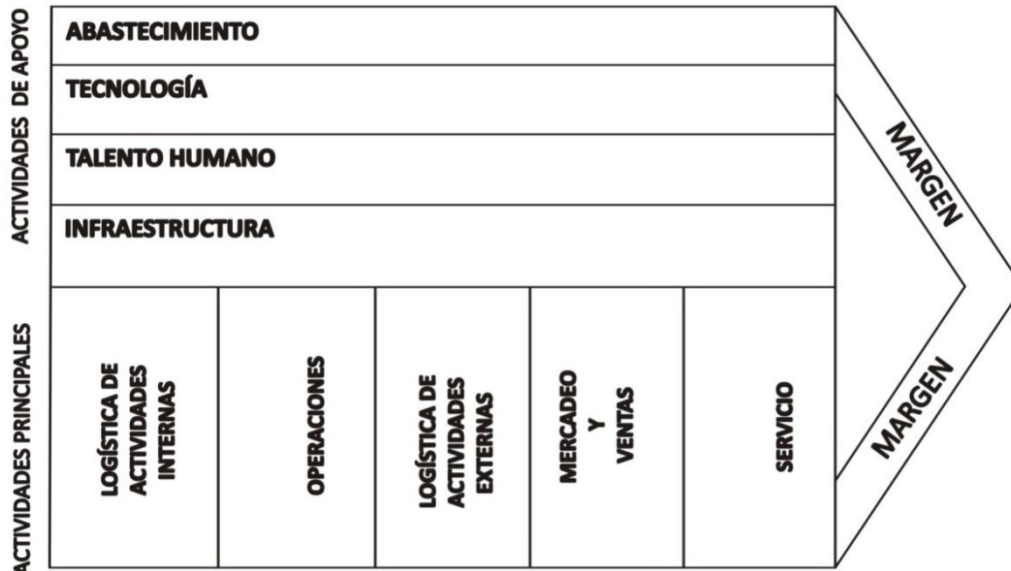 ACTIVIDADES DE APOYO
ABASTECIMIENTO
TECNOLOGÍA
TALENTO HUMANO
INFRAESTRUCTURA
ACTIVIDADES PRINCIPALES
LOGÍSTICA DE
ACTIVIDADES
INTERNAS
OPERACIONES
LOGÍSTICA DE
ACTIVIDADES
EXTERNAS
MERCADEO
Y
VENTAS
SERVICIO
MARGEN
MARGEN